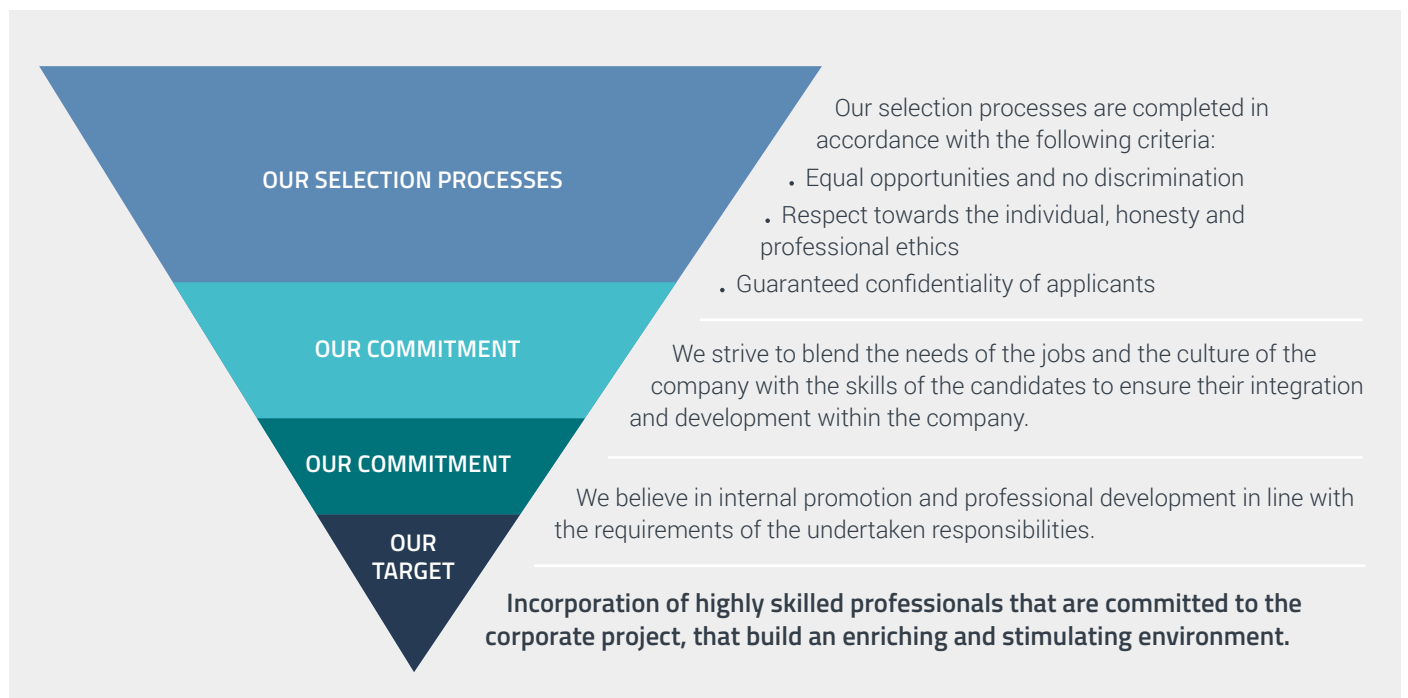 OUR SELECTION PROCESSES
Our selection processes are completed in
accordance with the following criteria:
. Equal opportunities and no discrimination
. Respect towards the individual, honesty and
professional ethics
. Guaranteed confidentiality of applicants
OUR COMMITMENT
We strive to blend the needs of the jobs and the culture of the
company with the skills of the candidates to ensure their integration
and development within the company.
OUR COMMITMENT
We believe in internal promotion and professional development in line with
the requirements of the undertaken responsibilities.
OUR
TARGET
Incorporation of highly skilled professionals that are committed to the
corporate project, that build an enriching and stimulating environment.